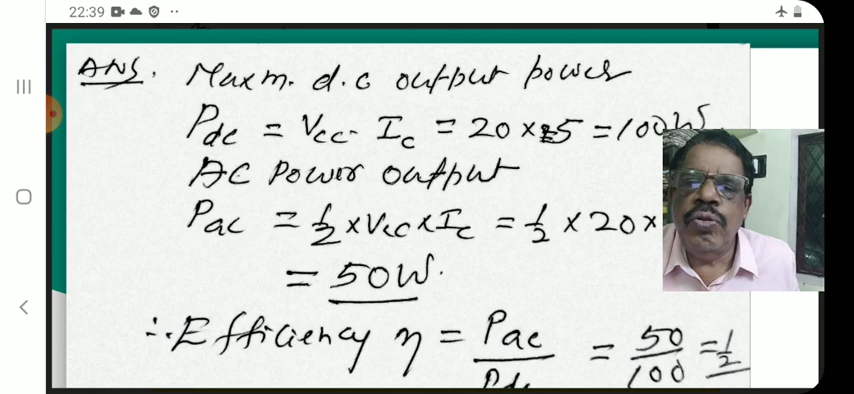 22:39
ANS. Maxm. d.c output power
Pdc = Vcc. Ic = 20 × 5 = 100W
AC Power output
Pac = 1/2 × Vcc × Ic = 1/2 × 20 ×
= 50W.
∴ Efficiency η = Pac/Pdc = 50/100 = 1/2